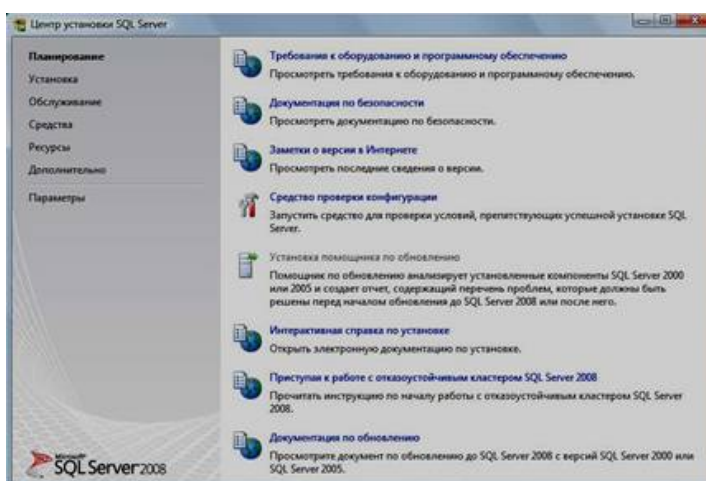 Центр установки SQL Server
Планирование
Установка
Обслуживание
Средства
Ресурсы
Дополнительно
Параметры
Требования к оборудованию и программному обеспечению
Просмотреть требования к оборудованию и программному обеспечению.
Документация по безопасности
Просмотреть документацию по безопасности.
Заметки о версии в Интернете
Просмотреть последние сведения о версии.
Средство проверки конфигурации
Запустить средство для проверки условий, препятствующих успешной установке SQL
Server.
Установка помощника по обновлению
Помощник по обновлению анализирует установленные компоненты SQL Server 2000
или 2005 и создает отчет, содержащий перечень проблем, которые должны быть
решены перед началом обновления до SQL Server 2008 или после него.
Интерактивная справка по установке
Открыть электронную документацию по установке.
Приступая к работе с отказоустойчивым кластером SQL Server 2008
Прочитать инструкцию по началу работы с отказоустойчивым кластером SQL Server
2008.
Документация по обновлению
Просмотрите документ по обновлению до SQL Server 2008 с версий SQL Server 2000 или
SQL Server 2005.
Microsoft
SQL Server 2008